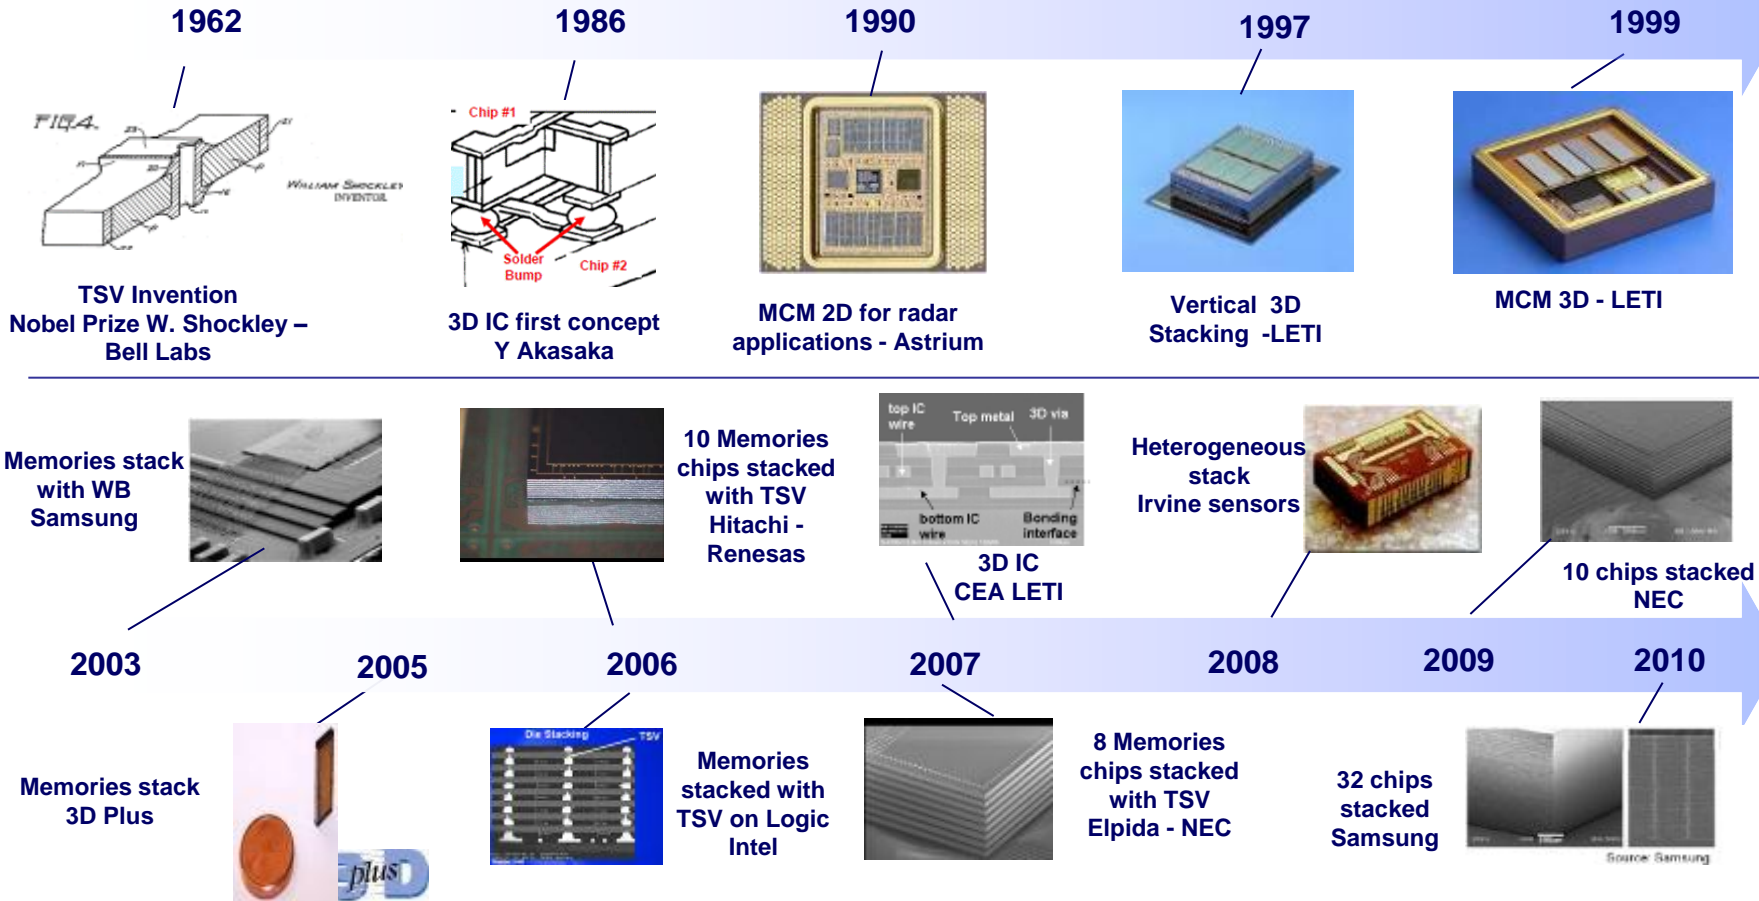 1962
1986
1990
1997
1999
FIG.4.
WILLIAM SHOCKLEY
INVENTOR
Chip #1
Solder
Bump
Chip #2
TSV Invention
Nobel Prize W. Shockley –
Bell Labs
3D IC first concept
Y Akasaka
MCM 2D for radar
applications - Astrium
Vertical 3D
Stacking -LETI
MCM 3D - LETI
Memories stack
with WB
Samsung
10 Memories
chips stacked
with TSV
Hitachi -
Renesas
top IC
wire
Top metal
3D via
bottom IC
wire
Bonding
interface
3D IC
CEA LETI
Heterogeneous
stack
Irvine sensors
10 chips stacked
NEC
2003
2005
2006
2007
2008
2009
2010
Memories stack
3D Plus
plus
Die Stacking
TSV
Memories
stacked with
TSV on Logic
Intel
8 Memories
chips stacked
with TSV
Elpida - NEC
32 chips
stacked
Samsung
Source: Samsung